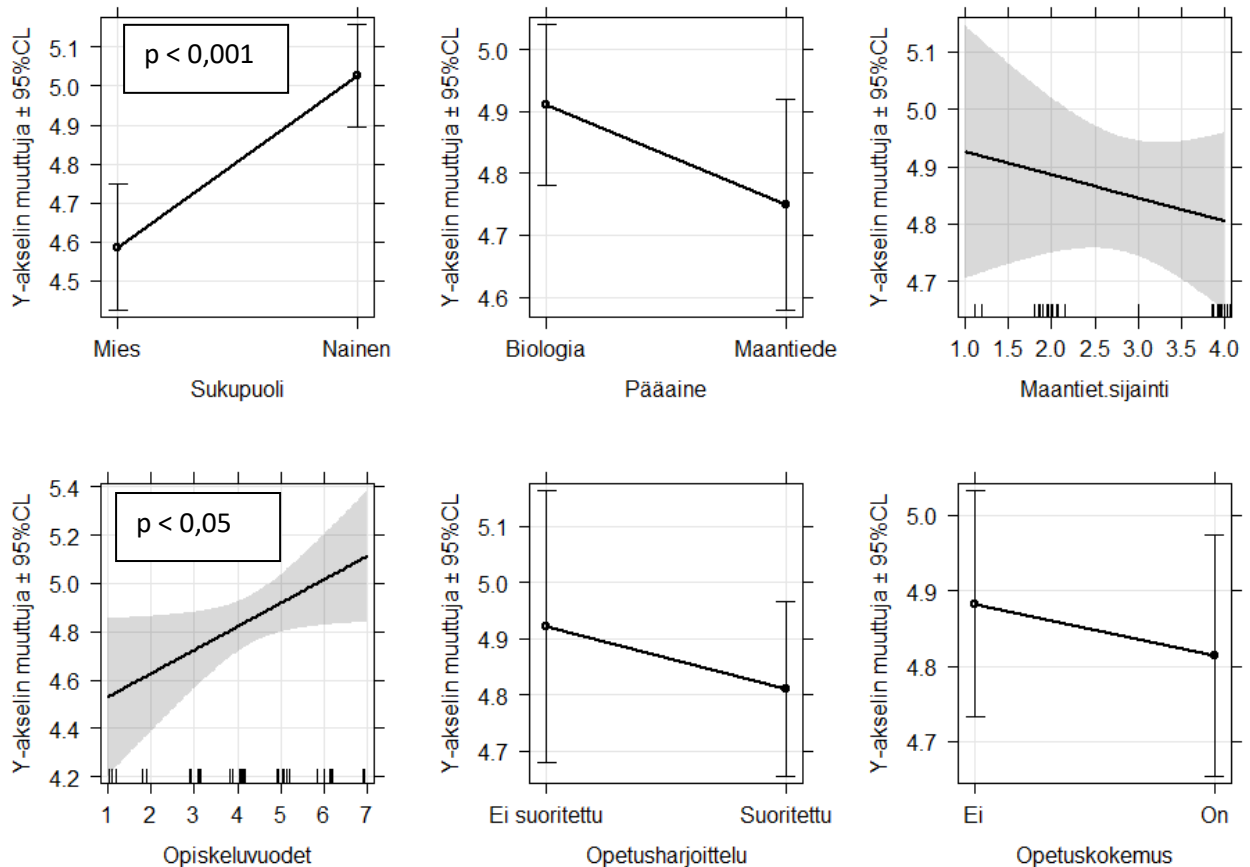 p < 0,001
Y-akselin muuttuja ± 95%CL
5.1
5.0
4.9
4.8
4.7
4.6
4.5
Mies Nainen
Sukupuoli
Y-akselin muuttuja ± 95%CL
5.0
4.9
4.8
4.7
4.6
Biologia Maantiede
Pääaine
Y-akselin muuttuja ± 95%CL
5.1
5.0
4.9
4.8
4.7
1.0 1.5 2.0 2.5 3.0 3.5 4.0
Maantiet.sijainti
p < 0,05
Y-akselin muuttuja ± 95%CL
5.4
5.2
5.0
4.8
4.6
4.4
4.2
1 2 3 4 5 6 7
Opiskeluvuodet
Y-akselin muuttuja ± 95%CL
5.1
5.0
4.9
4.8
4.7
Ei suoritettu Suoritettu
Opetusharjoittelu
Y-akselin muuttuja ± 95%CL
5.0
4.9
4.8
4.7
Ei On
Opetuskokemus